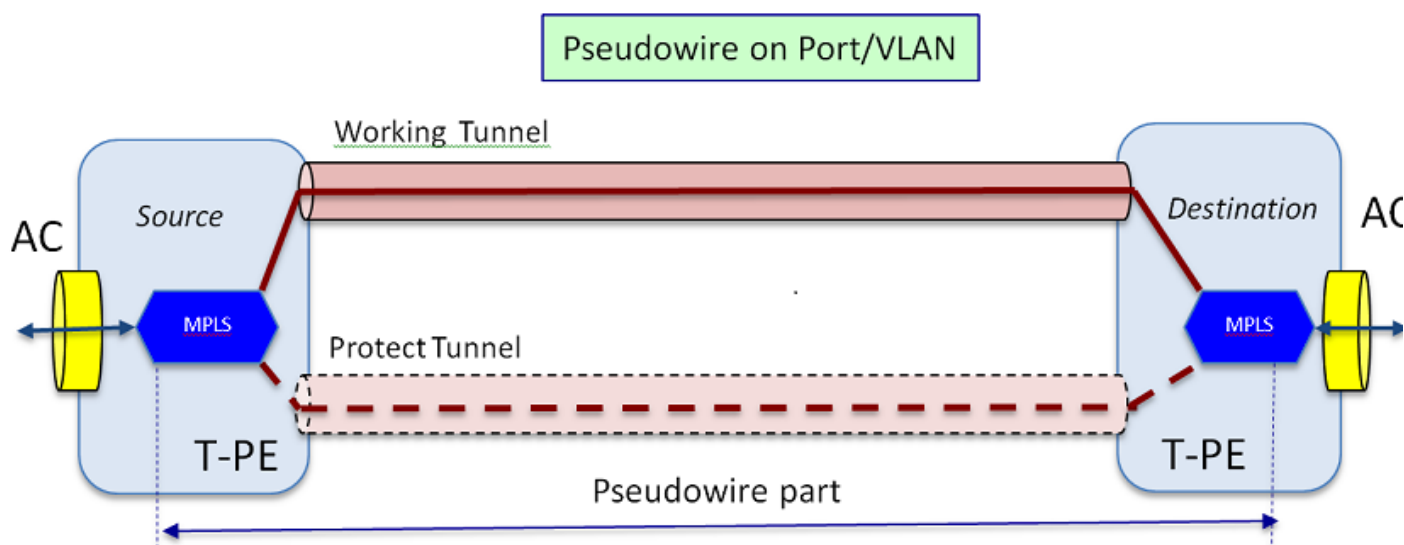 Pseudowire on Port/VLAN
Working Tunnel
Source
Destination
AC
AC
MPLS
MPLS
Protect Tunnel
T-PE
T-PE
Pseudowire part